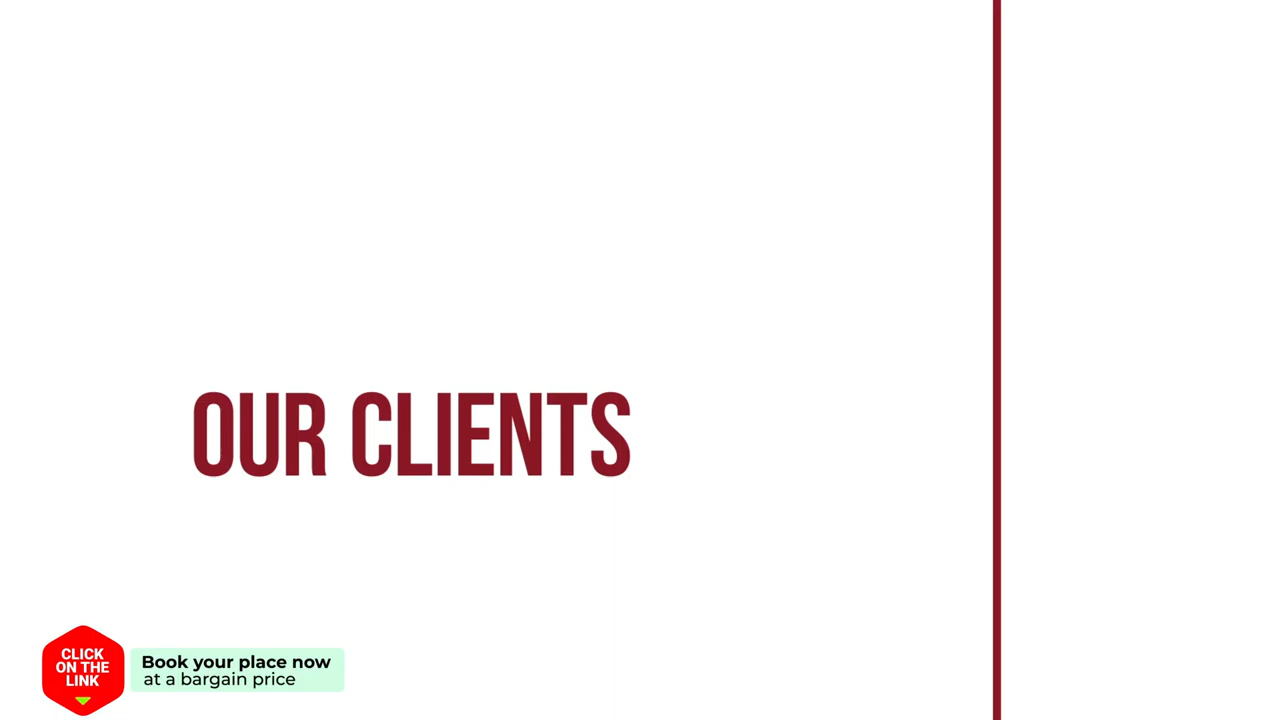 OUR CLIENTS
CLICK
ON THE
LINK
Book your place now
at a bargain price